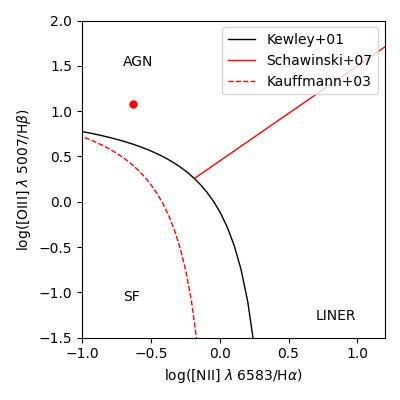 2.0
1.5
1.0
0.5
0.0
−0.5
−1.0
−1.5
log([OIII] λ 5007/Hβ)
AGN
SF
LINER
Kewley+01
Schawinski+07
Kauffmann+03
−1.0 −0.5 0.0 0.5 1.0
log([NII] λ 6583/Hα)